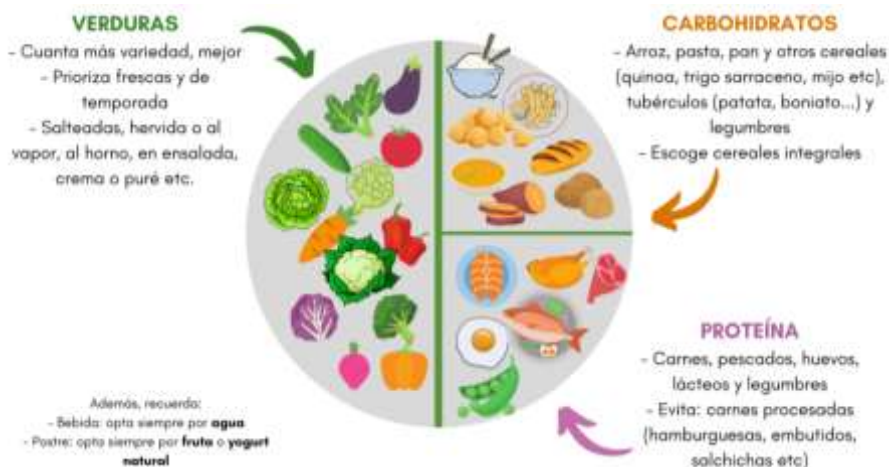 VERDURAS
- Cuanta más variedad, mejor
- Prioriza frescas y de
temporada
- Salteadas, hervida o al
vapor, al horno, en ensalada,
crema o puré etc.
CARBOHIDRATOS
- Arroz, pasta, pan y otros cereales
(quinoa, trigo sarraceno, mijo etc),
tubérculos (patata, boniato...) y
legumbres
- Escoge cereales integrales
PROTEÍNA
- Carnes, pescados, huevos,
lácteos y legumbres
- Evita: carnes procesadas
(hamburguesas, embutidos,
salchichas etc)
Además, recuerda:
- Bebida: opta siempre por agua
- Postre: opta siempre por fruta o yogurt
natural